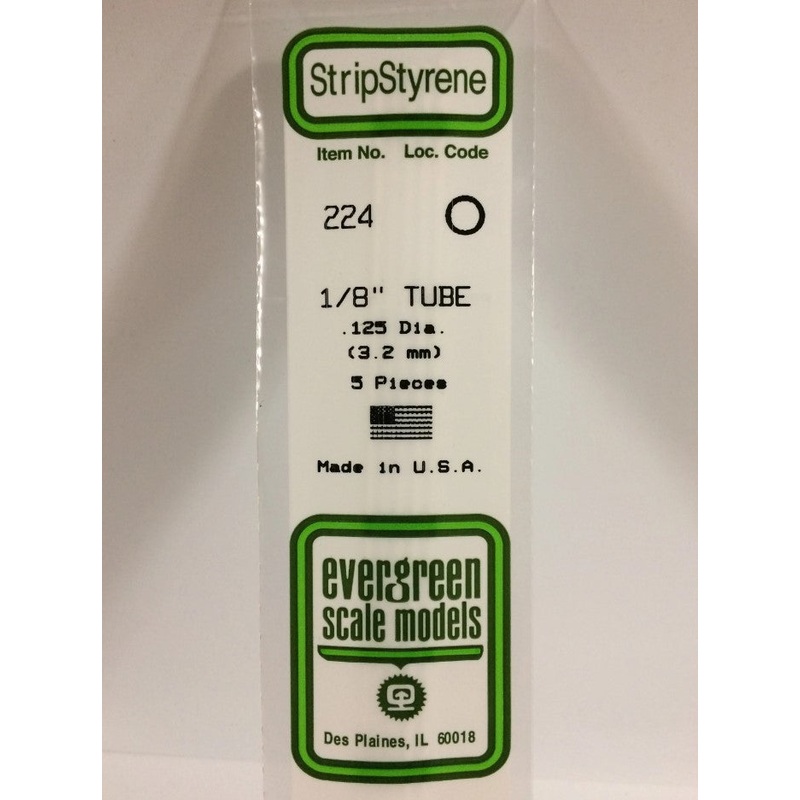 StripStyrene
Item No. Loc. Code
224
1/8" TUBE
.125 Dia.
(3.2 mm)
5 Pieces
Made in U.S.A.
evergreen
scale models
Des Plaines, IL 60018